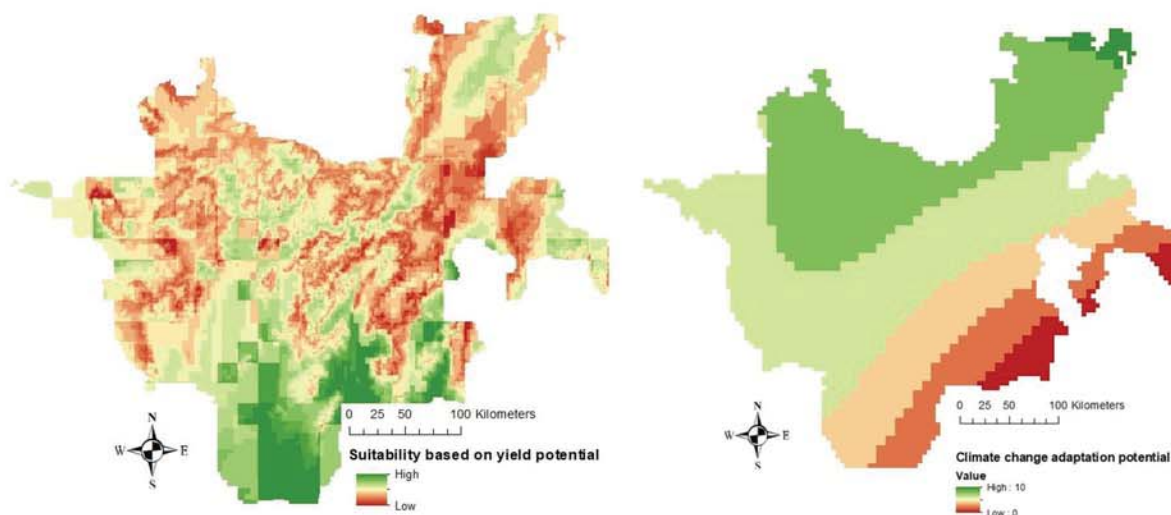 N
W E
S
0 25 50 100 Kilometers
Suitability based on yield potential
High
Low
N
W E
S
0 25 50 100 Kilometers
Climate change adaptation potential
Value
High : 10
Low : 0